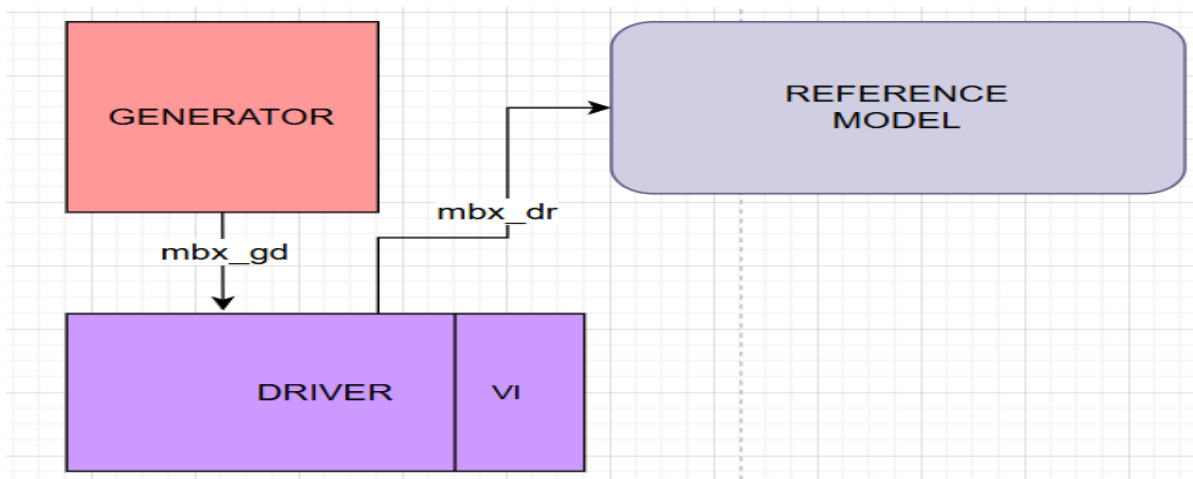 GENERATOR
REFERENCE
MODEL
mbx_dr
mbx_gd
DRIVER
VI